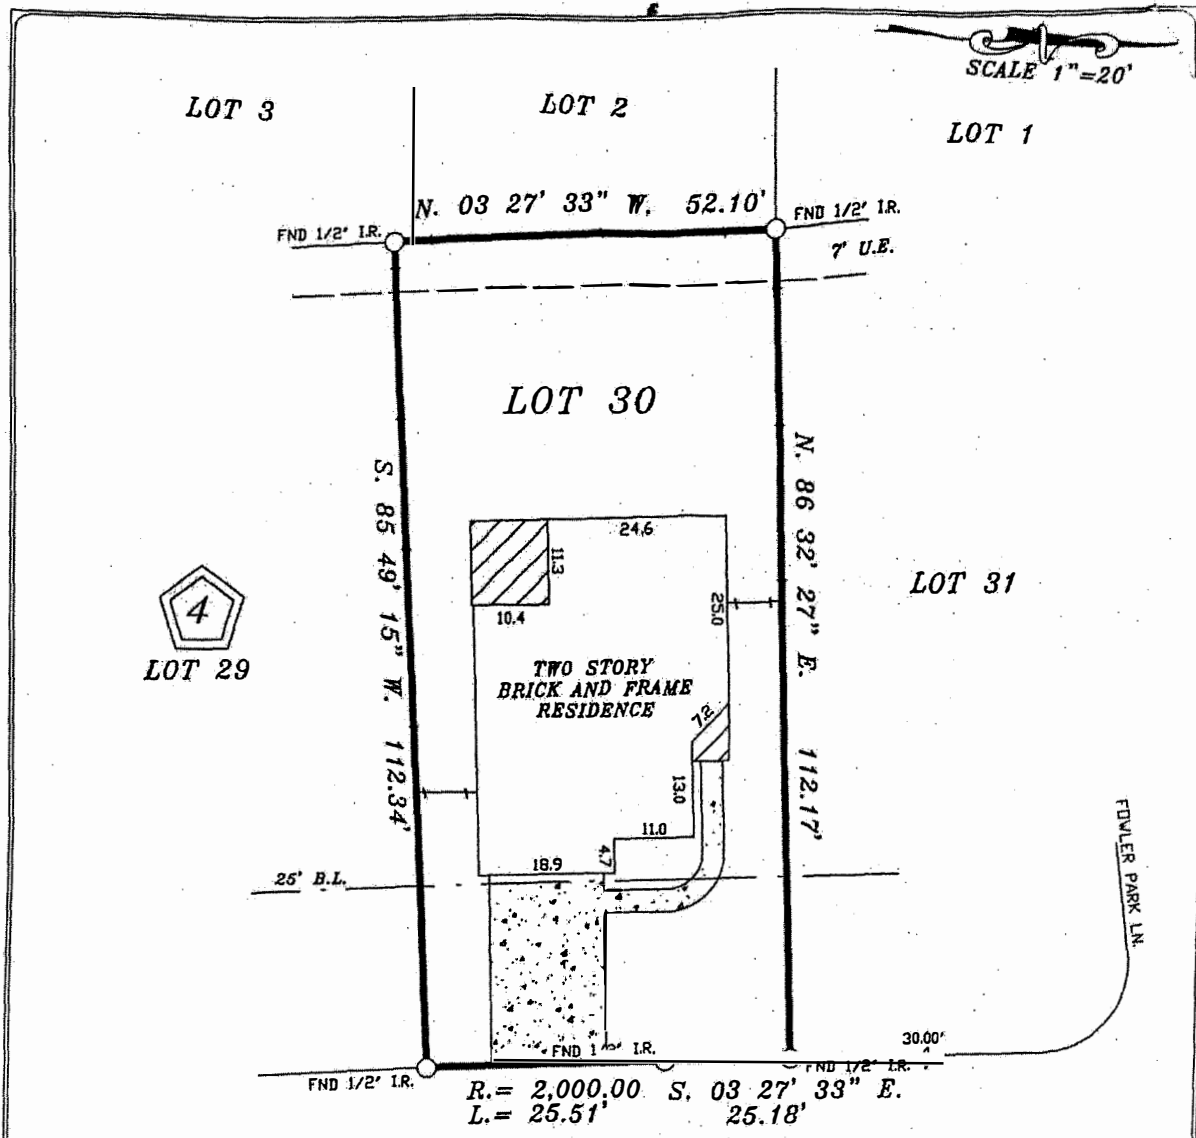 SCALE 1"=20'
LOT 3
LOT 2
LOT 1
N. 03 27' 33" W. 52.10'
FND 1/2' I.R.
FND 1/2' I.R.
7' U.E.
LOT 30
S. 85 49' 15" W. 112.34'
N. 86 32' 27" E. 112.17'
24.6
11.3
10.4
25.0
LOT 31
4
LOT 29
TWO STORY
BRICK AND FRAME
RESIDENCE
7.2
13.0
11.0
4.7
18.9
25' B.L.
FOWLER PARK LN.
30.00'
FND 1 I.R.
FND 1/2' I.R.
FND 1/2' I.R.
R.= 2,000.00 S. 03 27' 33" E.
L.= 25.51' 25.18'